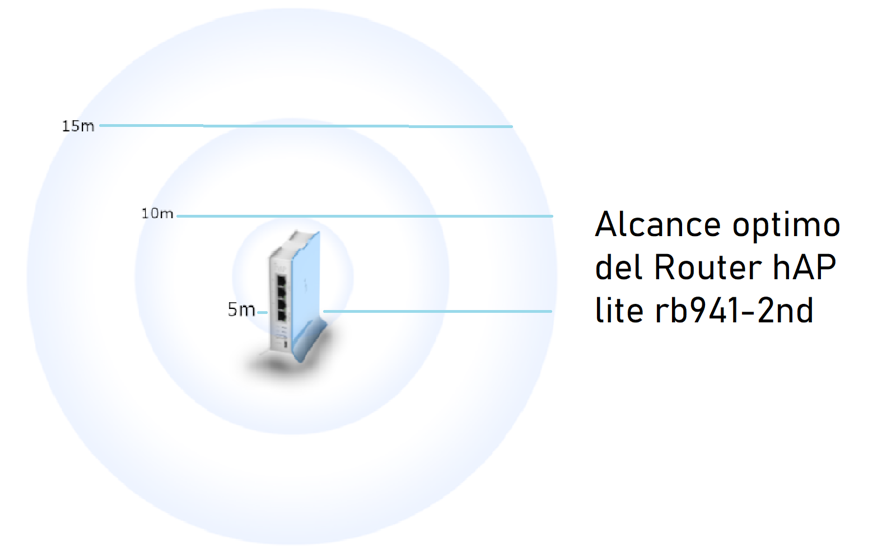 15m
10m
5m
Alcance optimo
del Router hAP
lite rb941-2nd